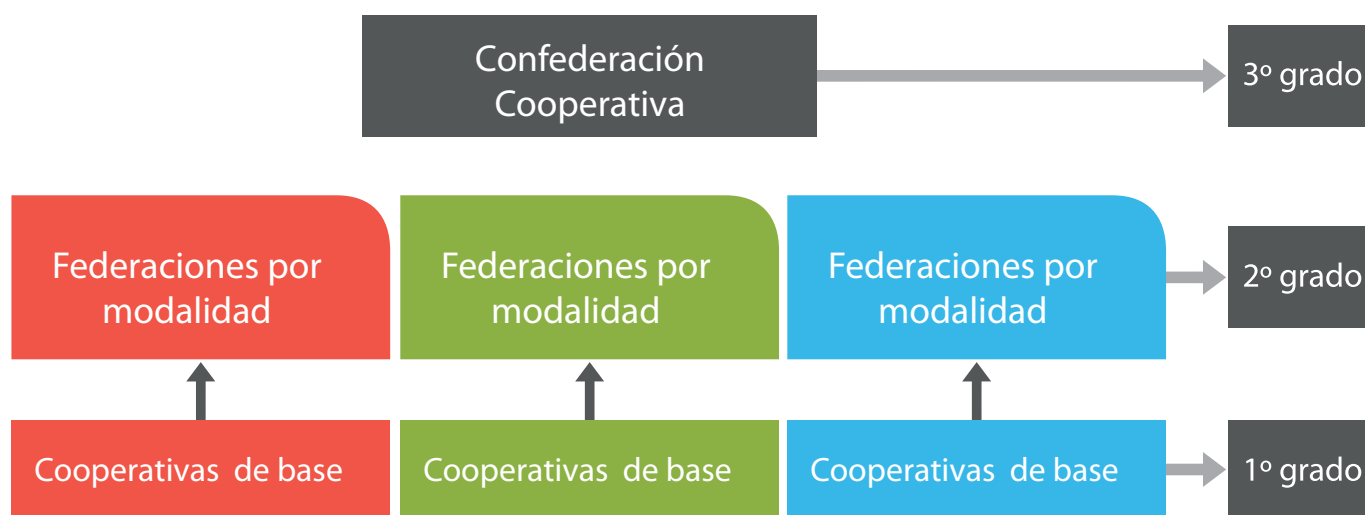 Confederación
Cooperativa
3º grado
Federaciones por
modalidad
Federaciones por
modalidad
Federaciones por
modalidad
2º grado
Cooperativas de base
Cooperativas de base
Cooperativas de base
1º grado